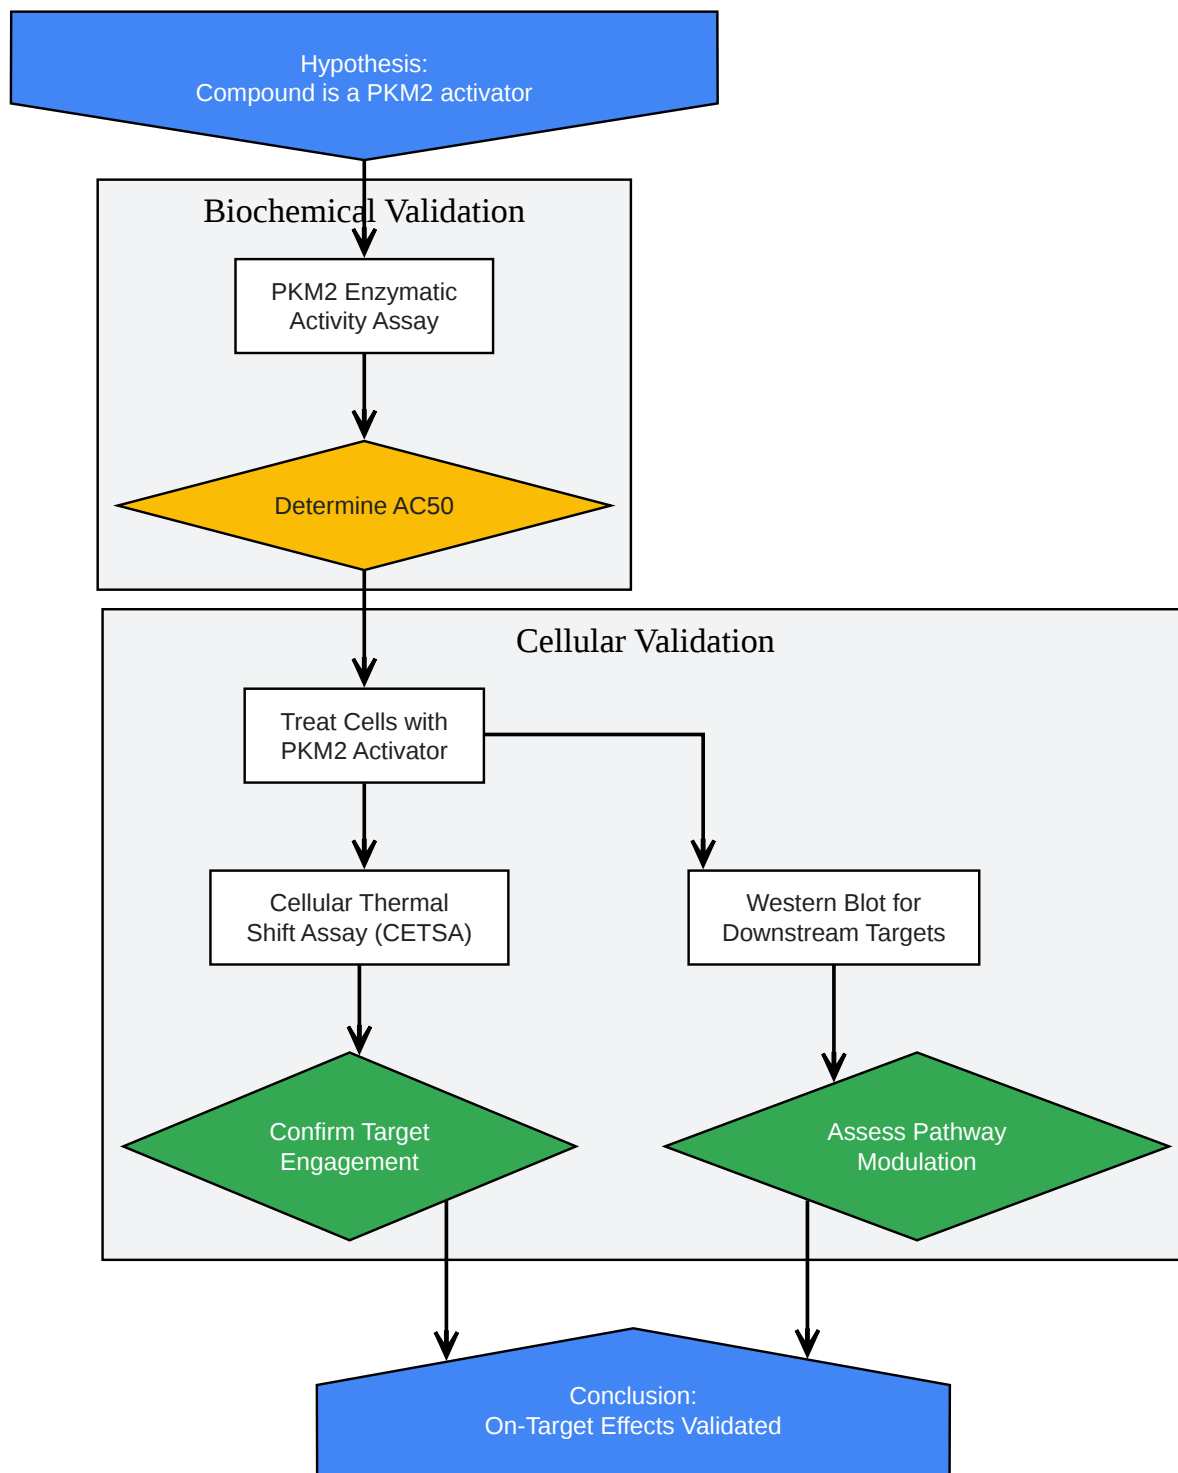 Hypothesis:
Compound is a PKM2 activator
Biochemical Validation
PKM2 Enzymatic
Activity Assay
Determine AC50
Cellular Validation
Treat Cells with
PKM2 Activator
Cellular Thermal
Shift Assay (CETSA)
Western Blot for
Downstream Targets
Confirm Target
Engagement
Assess Pathway
Modulation
Conclusion:
On-Target Effects Validated